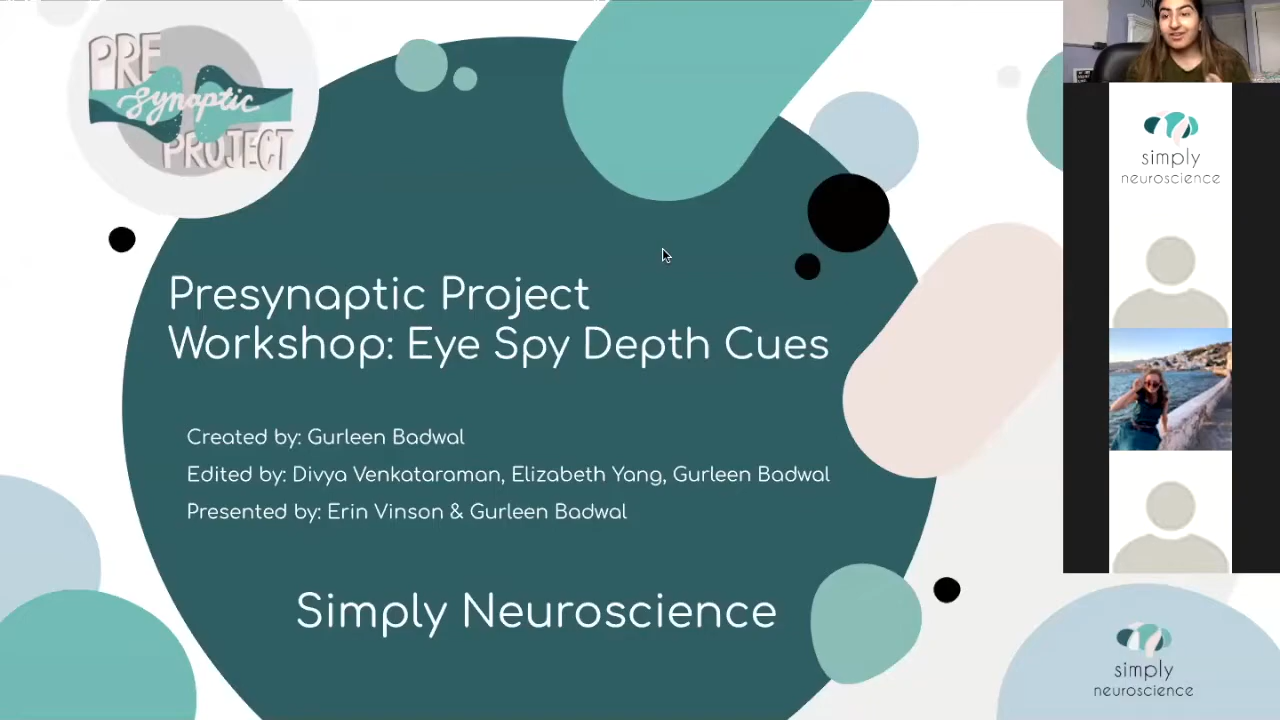 PRE
Synaptic
PROJECT
Presynaptic Project
Workshop: Eye Spy Depth Cues
Created by: Gurleen Badwal
Edited by: Divya Venkataraman, Elizabeth Yang, Gurleen Badwal
Presented by: Erin Vinson & Gurleen Badwal
Simply Neuroscience
simply
neuroscience
simply
neuroscience